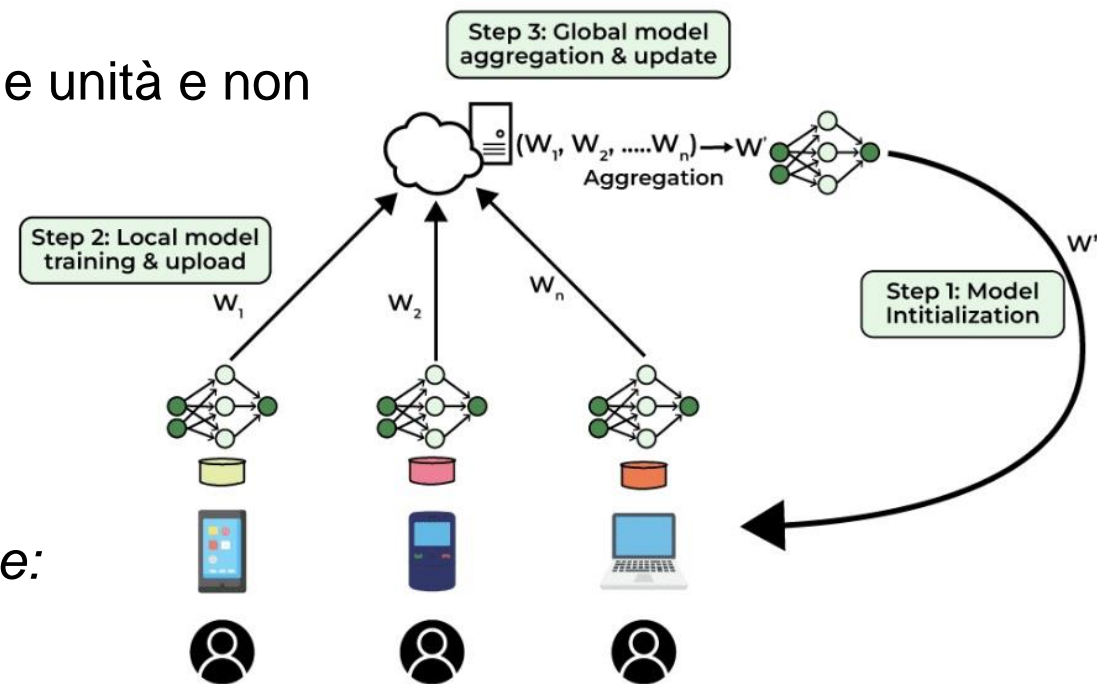 Step 3: Global model
aggregation & update
e unità e non
(W₁, W₂, .....Wₙ)→W'
Aggregation
Step 2: Local model
training & upload
W'
Step 1: Model
Intitialization
W₁
W₂
Wₙ
e: